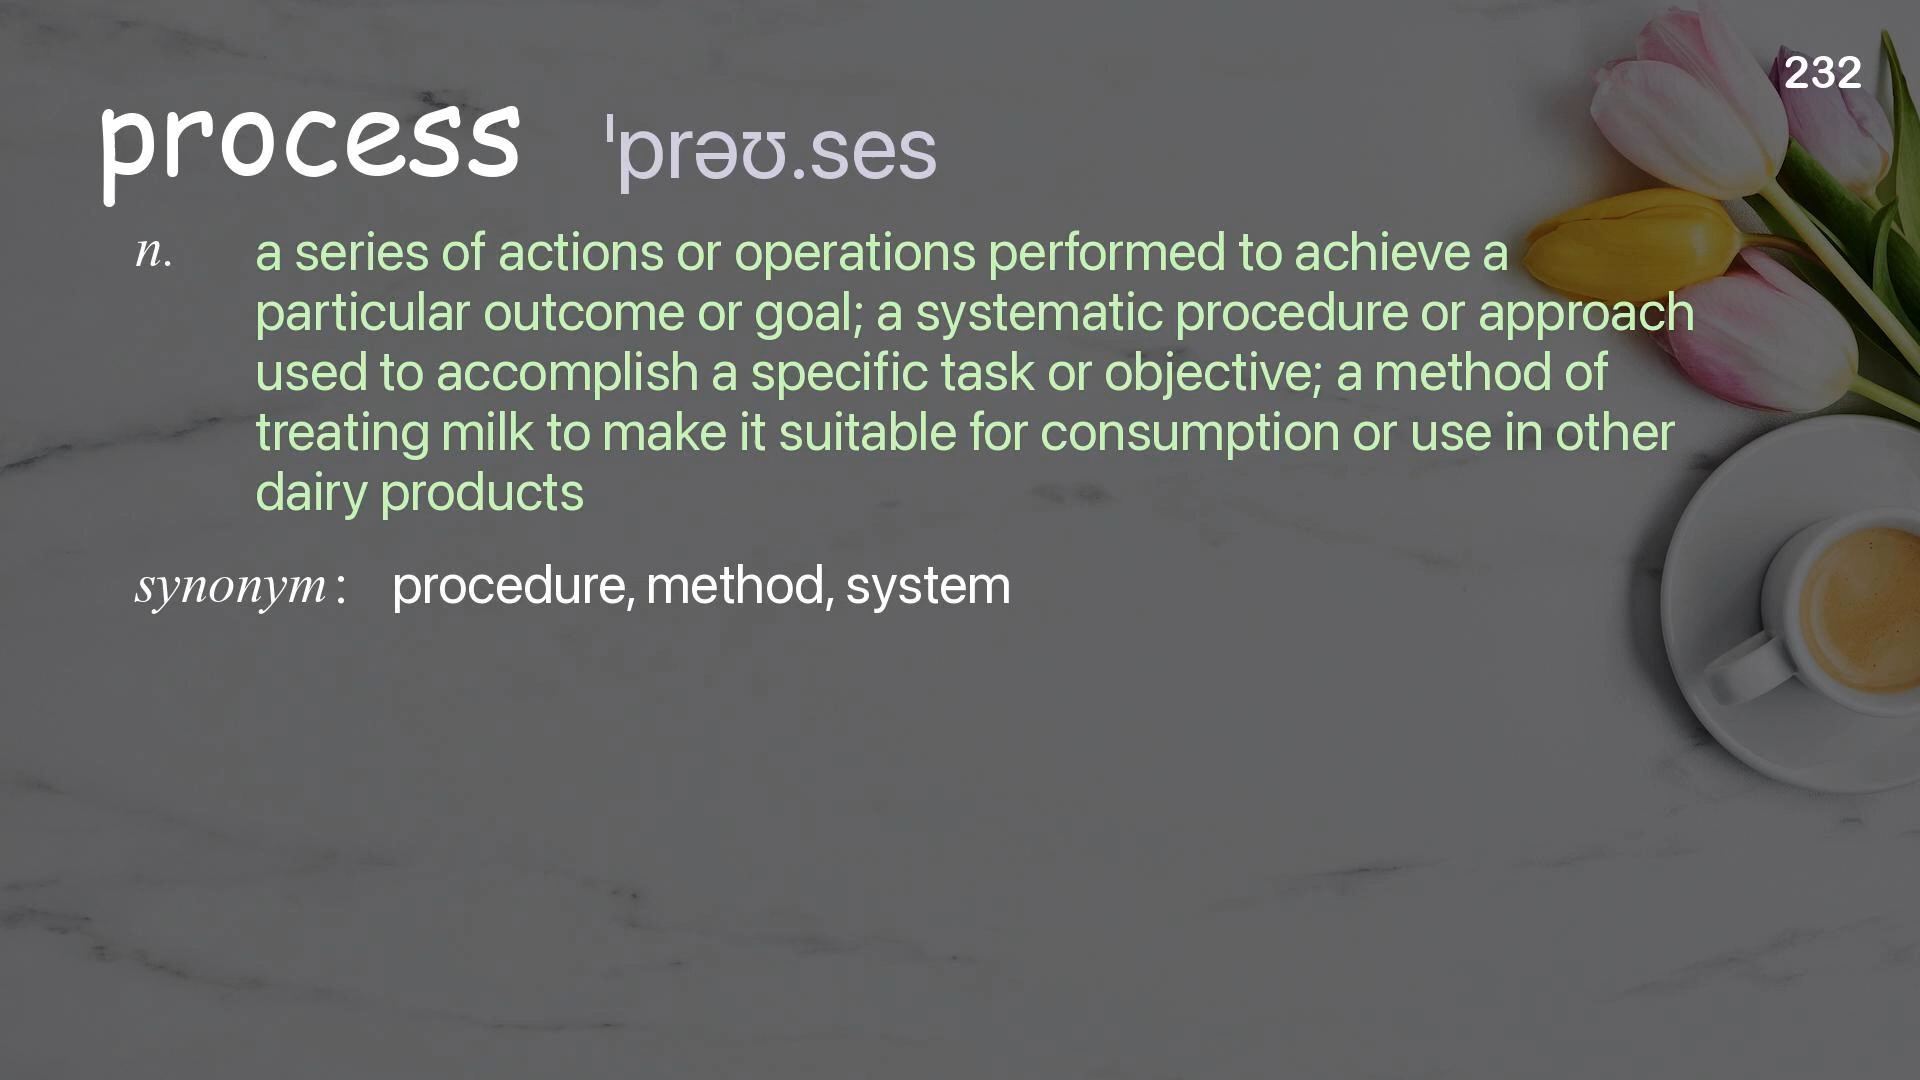 232
process ˈprəʊ.ses
n. a series of actions or operations performed to achieve a
particular outcome or goal; a systematic procedure or approach
used to accomplish a specific task or objective; a method of
treating milk to make it suitable for consumption or use in other
dairy products
synonym: procedure, method, system